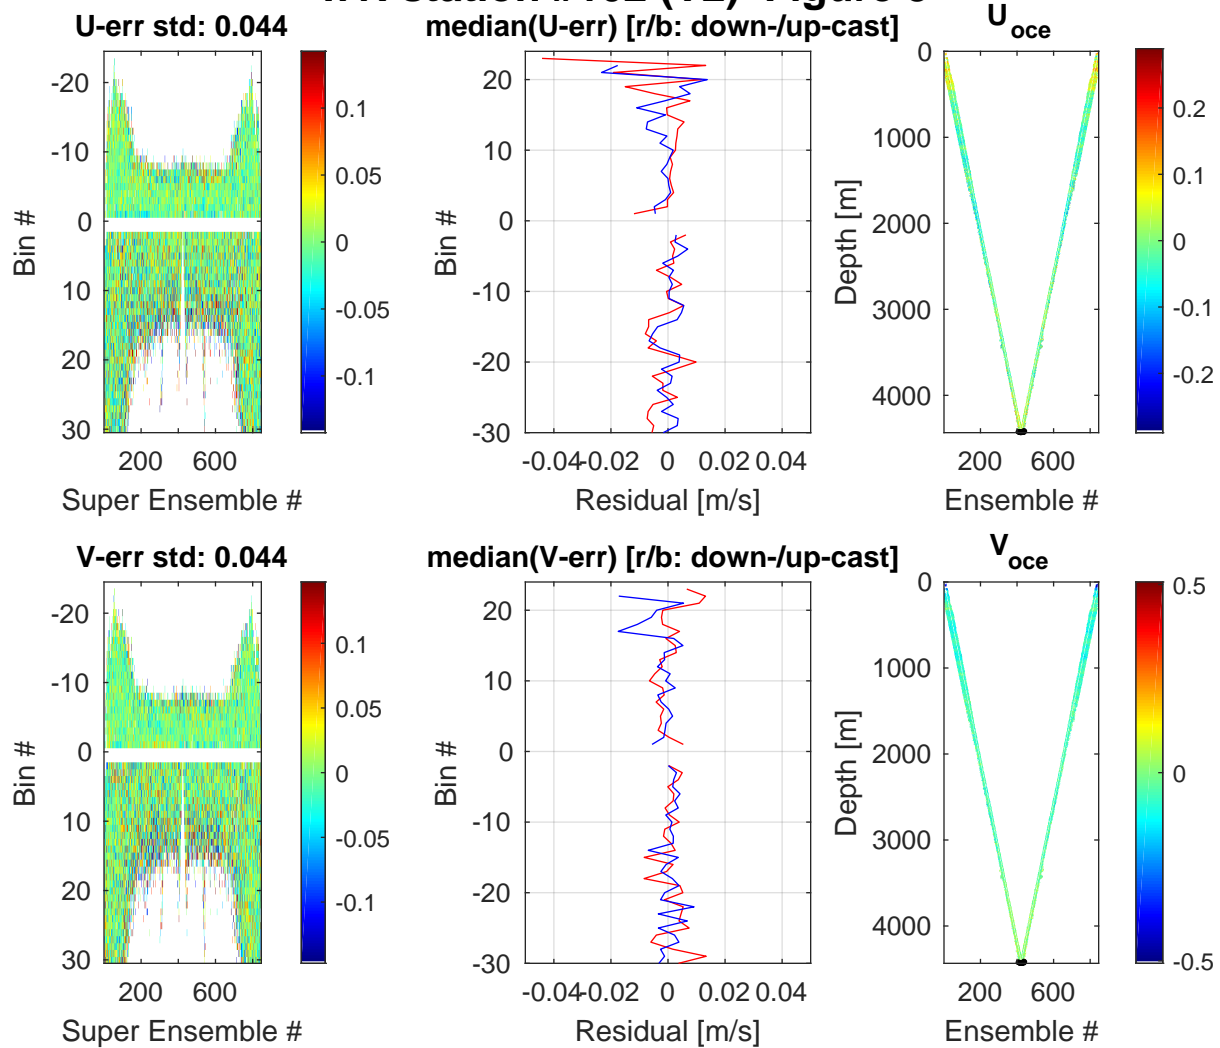 U-err std: 0.044
-20
-10
0
10
20
30
Bin #
200 600
Super Ensemble #
0.1
0.05
0
-0.05
-0.1
median(U-err) [r/b: down-/up-cast]
20
10
0
-10
-20
-30
Bin #
-0.04 -0.02 0 0.02 0.04
Residual [m/s]
U_oce
0
1000
2000
3000
4000
Depth [m]
200 600
Ensemble #
0.2
0.1
0
-0.1
-0.2
V-err std: 0.044
-20
-10
0
10
20
30
Bin #
200 600
Super Ensemble #
0.1
0.05
0
-0.05
-0.1
median(V-err) [r/b: down-/up-cast]
20
10
0
-10
-20
-30
Bin #
-0.04 -0.02 0 0.02 0.04
Residual [m/s]
V_oce
0
1000
2000
3000
4000
Depth [m]
200 600
Ensemble #
0.5
0
-0.5